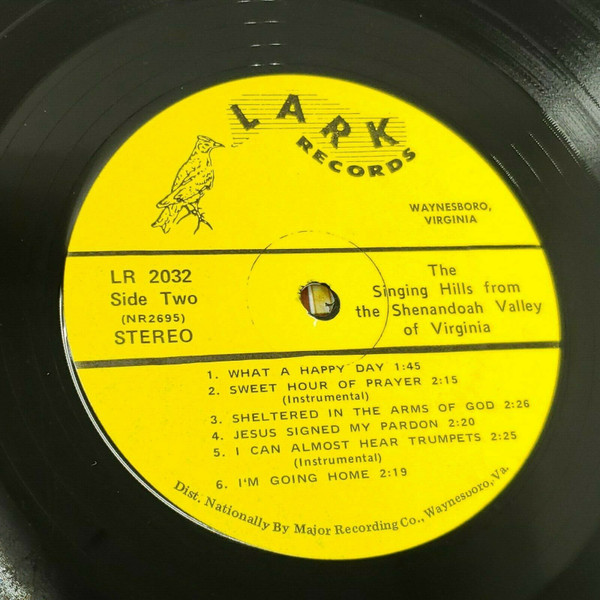 LARK
RECORDS
WAYNESBORO,
VIRGINIA
LR 2032
Side Two
(NR2695)
STEREO
The
Singing Hills from
the Shenandoah Valley
of Virginia
1. WHAT A HAPPY DAY 1:45
2. SWEET HOUR OF PRAYER 2:15
(Instrumental)
3. SHELTERED IN THE ARMS OF GOD 2:26
4. JESUS SIGNED MY PARDON 2:20
5. I CAN ALMOST HEAR TRUMPETS 2:25
(Instrumental)
6. I'M GOING HOME 2:19
Dist. Nationally By Major Recording Co., Waynesboro, Va.